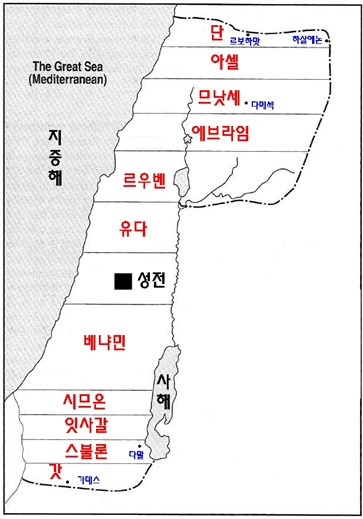 단
르보하맛
하살에논
아셀
The Great Sea
(Mediterranean)
므낫세
다미석
에브라임
지중해
르우벤
유다
성전
베냐민
사해
시므온
잇사갈
스불론
다말
갓
가데스